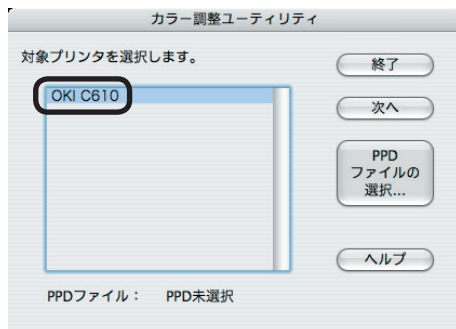 カラー調整ユーティリティ
対象プリンタを選択します。
OKI C610
終了
次へ
PPD
ファイルの
選択...
ヘルプ
PPDファイル： PPD未選択